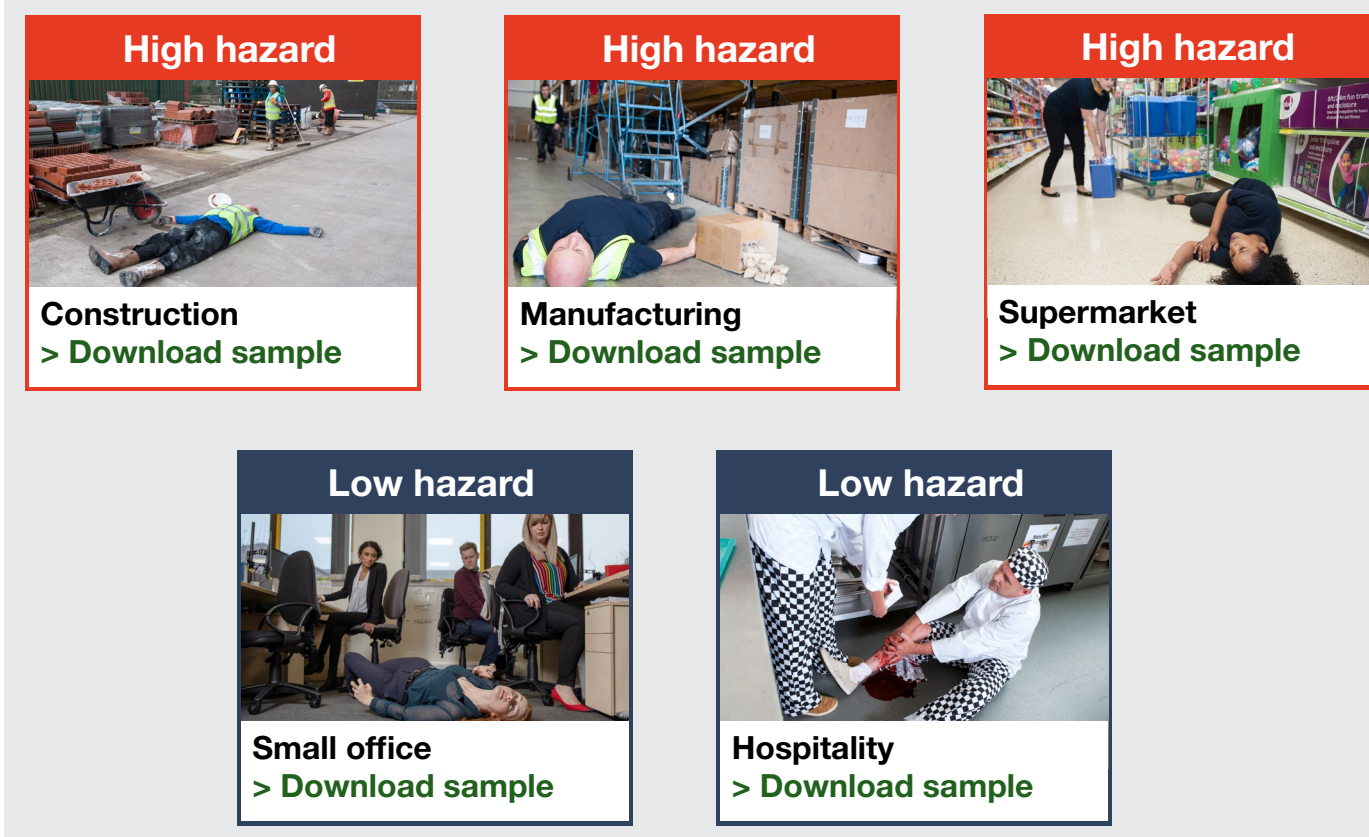 High hazard
High hazard
High hazard
Construction
> Download sample
Manufacturing
> Download sample
Supermarket
> Download sample
Low hazard
Low hazard
Small office
> Download sample
Hospitality
> Download sample